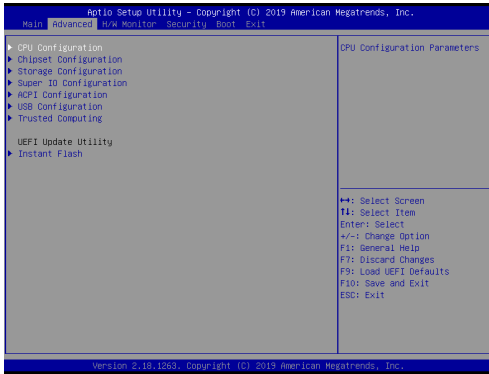 Aptio Setup Utility – Copyright (C) 2019 American Megatrends, Inc.
Main Advanced H/W Monitor Security Boot Exit
CPU Configuration
Chipset Configuration
Storage Configuration
Super IO Configuration
ACPI Configuration
USB Configuration
Trusted Computing
UEFI Update Utility
Instant Flash
CPU Configuration Parameters
↔: Select Screen
↑↓: Select Item
Enter: Select
+/-: Change Option
F1: General Help
F7: Discard Changes
F9: Load UEFI Defaults
F10: Save and Exit
ESC: Exit
Version 2.18.1263. Copyright (C) 2019 American Megatrends, Inc.